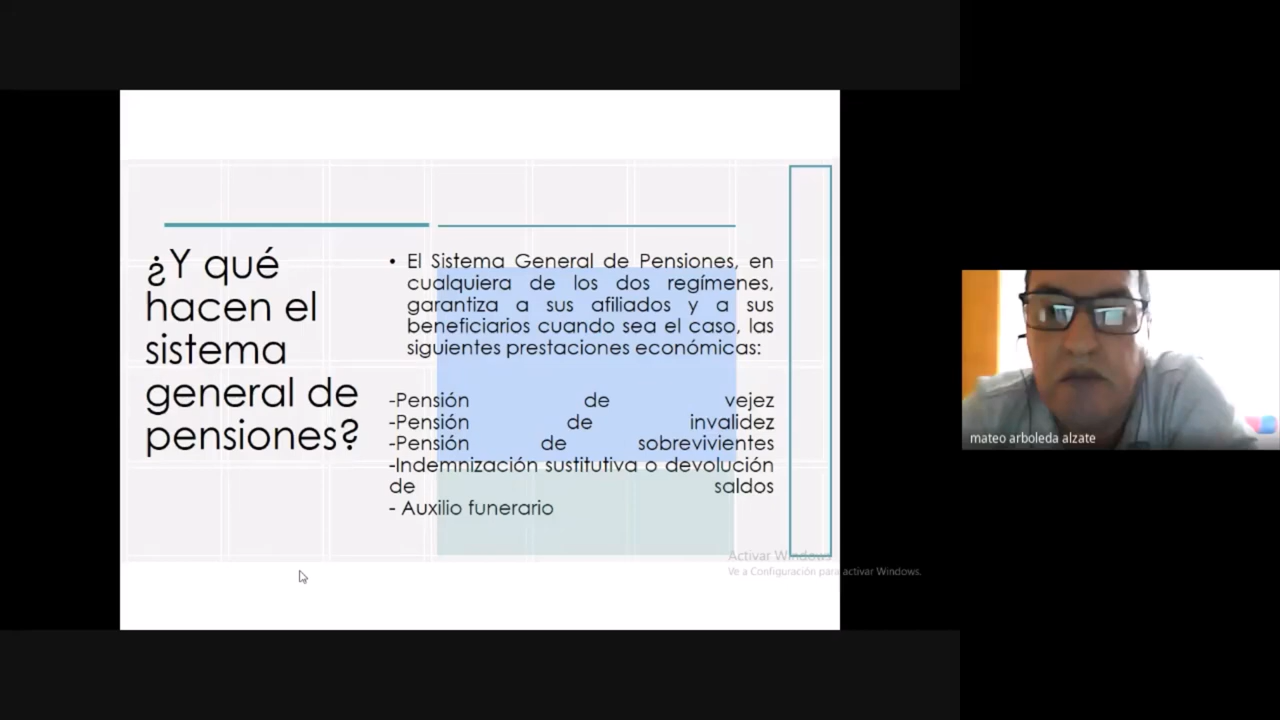 ¿Y qué
hacen el
sistema
general de
pensiones?
• El Sistema General de Pensiones, en
cualquiera de los dos regímenes,
garantiza a sus afiliados y a sus
beneficiarios cuando sea el caso, las
siguientes prestaciones económicas:
-Pensión de vejez
-Pensión de invalidez
-Pensión de sobrevivientes
-Indemnización sustitutiva o devolución
de saldos
- Auxilio funerario
Activar Windows
Ve a Configuración para activar Windows.
mateo arboleda alzate